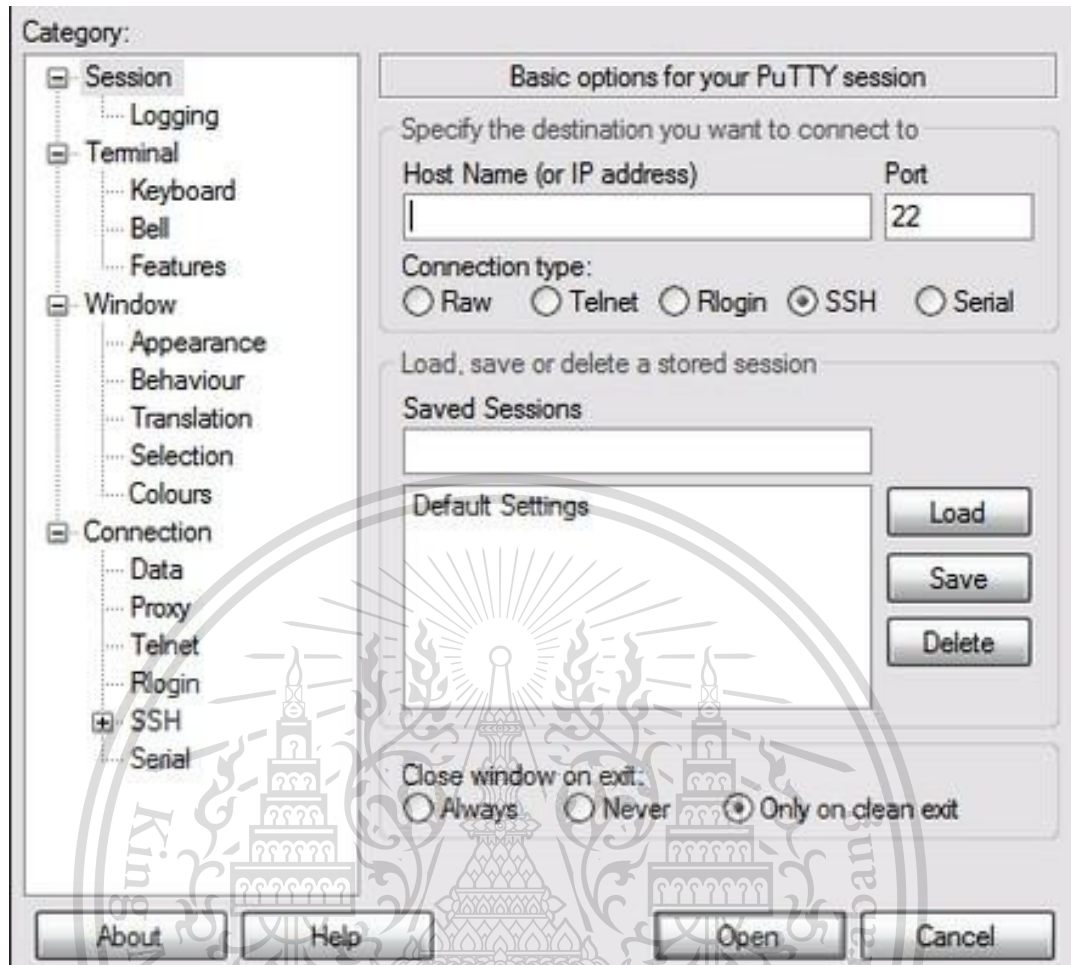 Category:
Session
Logging
Terminal
Keyboard
Bell
Features
Window
Appearance
Behaviour
Translation
Selection
Colours
Connection
Data
Proxy
Telnet
Rlogin
SSH
Serial
Basic options for your PuTTY session
Specify the destination you want to connect to
Host Name (or IP address) Port
22
Connection type:
Raw Telnet Rlogin SSH Serial
Load, save or delete a stored session
Saved Sessions
Default Settings
Load
Save
Delete
Close window on exit:
Always Never Only on clean exit
About Help Open Cancel
King